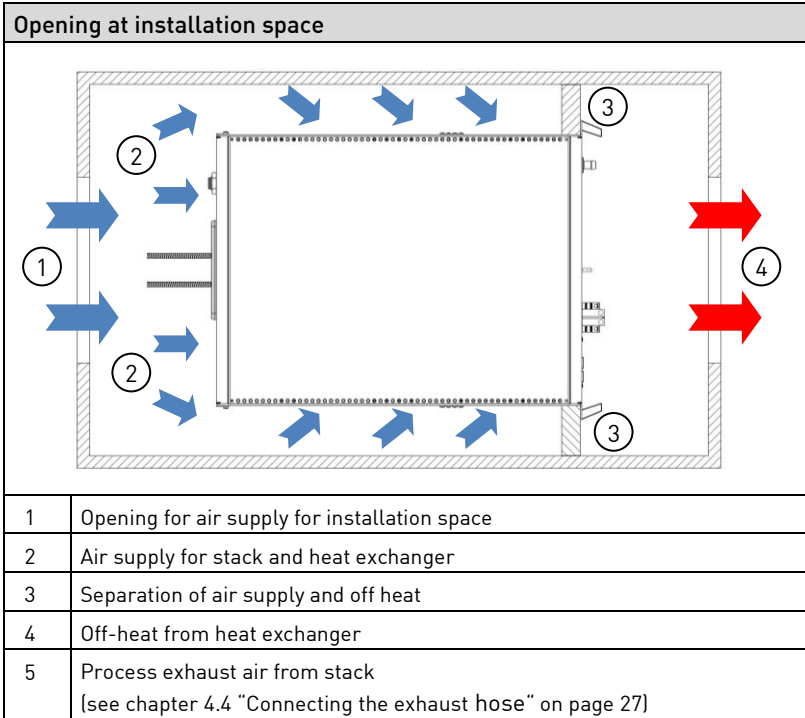 Opening at installation space
3
2
1
4
2
3
1 Opening for air supply for installation space
2 Air supply for stack and heat exchanger
3 Separation of air supply and off heat
4 Off-heat from heat exchanger
5 Process exhaust air from stack
(see chapter 4.4 “Connecting the exhaust hose“ on page 27)